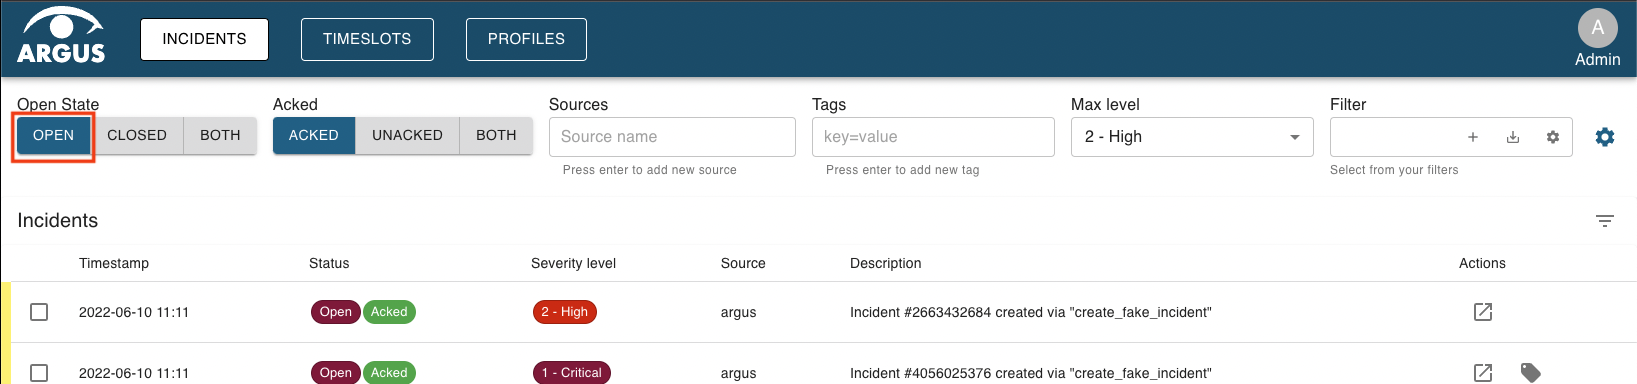 ARGUS INCIDENTS TIMESLOTS PROFILES A
Admin
Open State Acked Sources Tags Max level Filter
OPEN CLOSED BOTH ACKED UNACKED BOTH Source name key=value 2 - High
Press enter to add new source Press enter to add new tag Select from your filters
Incidents
Timestamp Status Severity level Source Description Actions
2022-06-10 11:11 Open Acked 2 - High argus Incident #2663432684 created via "create_fake_incident"
2022-06-10 11:11 Open Acked 1 - Critical argus Incident #4056025376 created via "create_fake_incident"